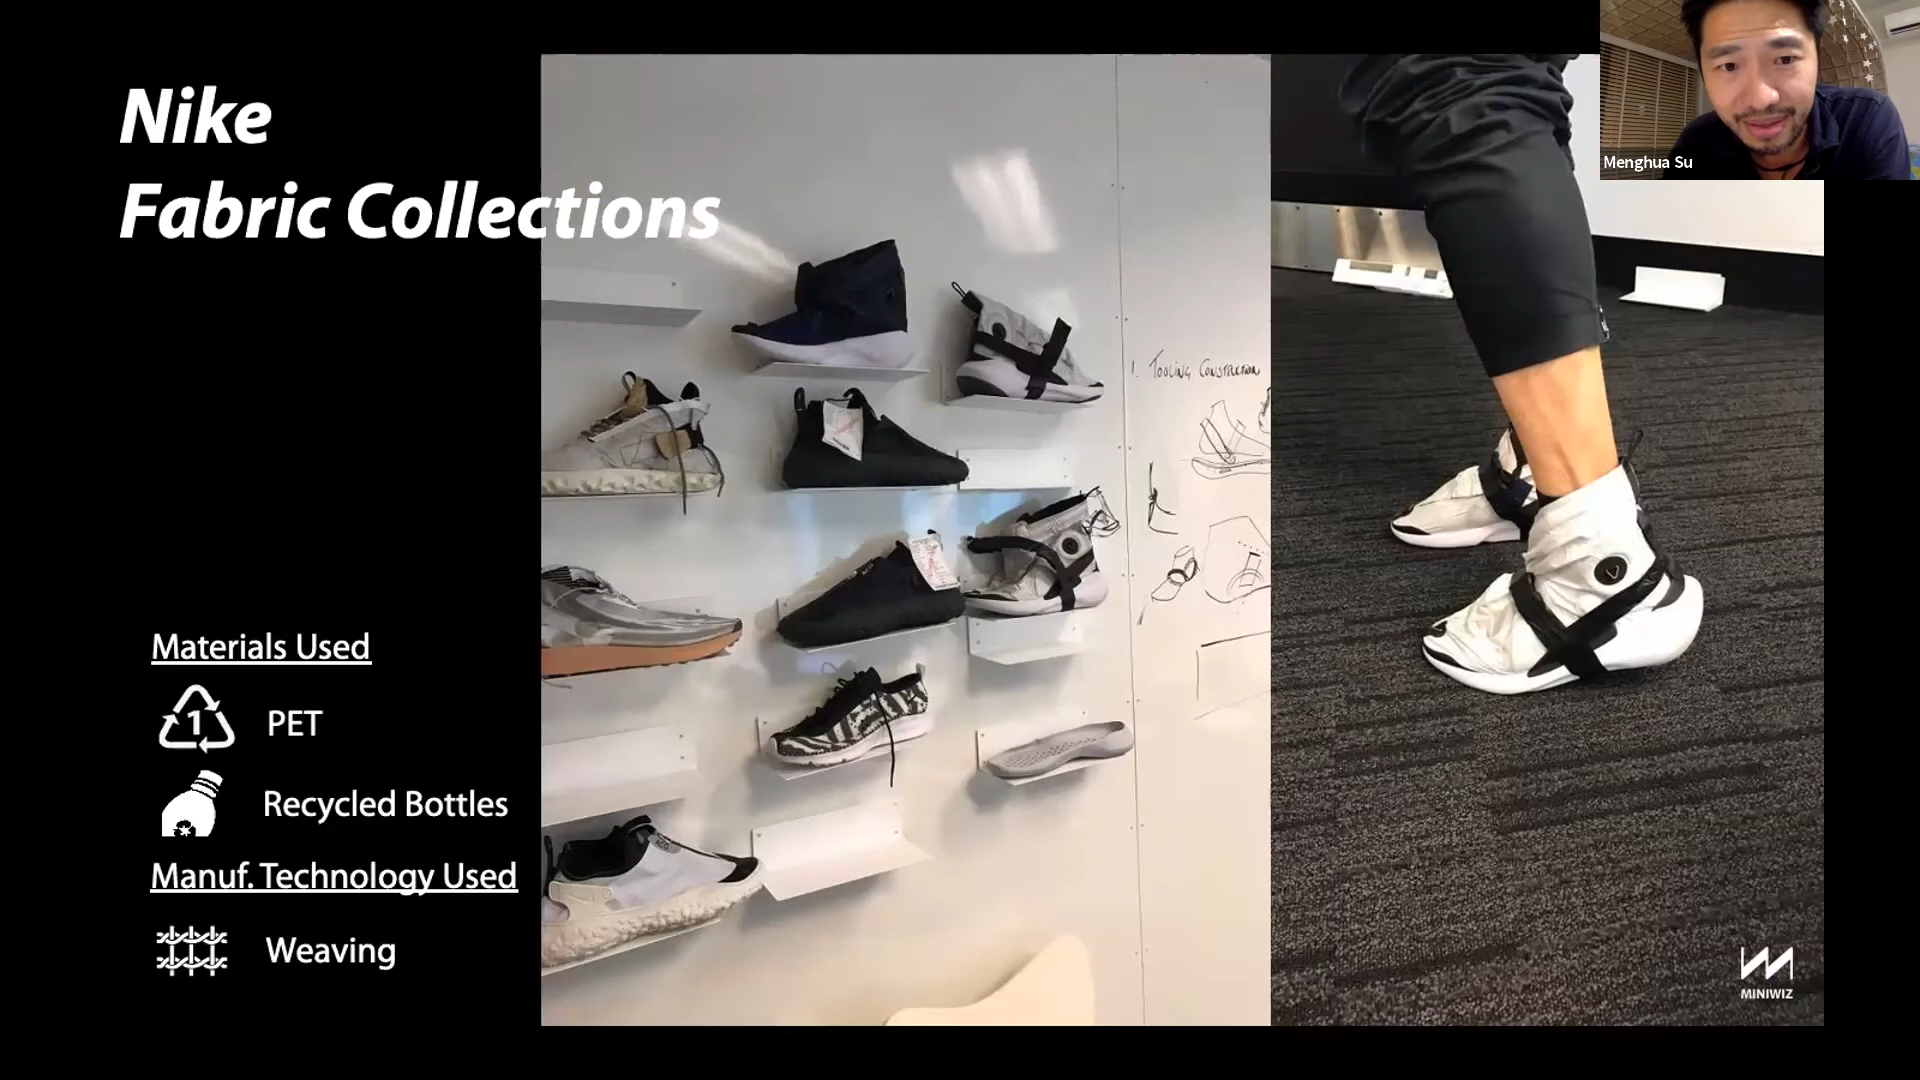 Nike
Fabric Collections
Menghua Su
1. TOOLING CONSTRUCTION
Materials Used
1
PET
Recycled Bottles
Manuf. Technology Used
Weaving
MINIWIZ